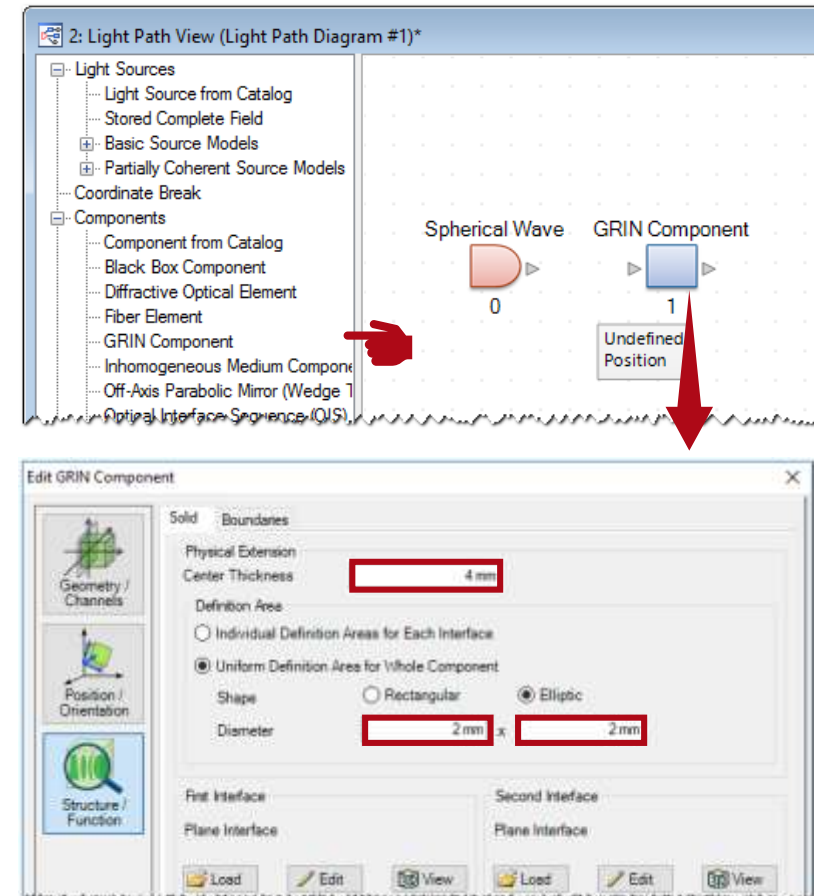 2: Light Path View (Light Path Diagram #1)*
Light Sources
Light Source from Catalog
Stored Complete Field
Basic Source Models
Partially Coherent Source Models
Coordinate Break
Components
Component from Catalog
Black Box Component
Diffractive Optical Element
Fiber Element
GRIN Component
Inhomogeneous Medium Compone
Off-Axis Parabolic Mirror (Wedge T
Optical Interface Sequence (OIS)
Spherical Wave
0
GRIN Component
1
Undefined
Position
Edit GRIN Component
Geometry /
Channels
Position /
Orientation
Structure /
Function
Solid Boundaries
Physical Extension
Center Thickness 4 mm
Definition Area
Individual Definition Areas for Each Interface
Uniform Definition Area for Whole Component
Shape Rectangular Elliptic
Diameter 2 mm x 2 mm
First Interface Second Interface
Plane Interface Plane Interface
Load Edit View Load Edit View